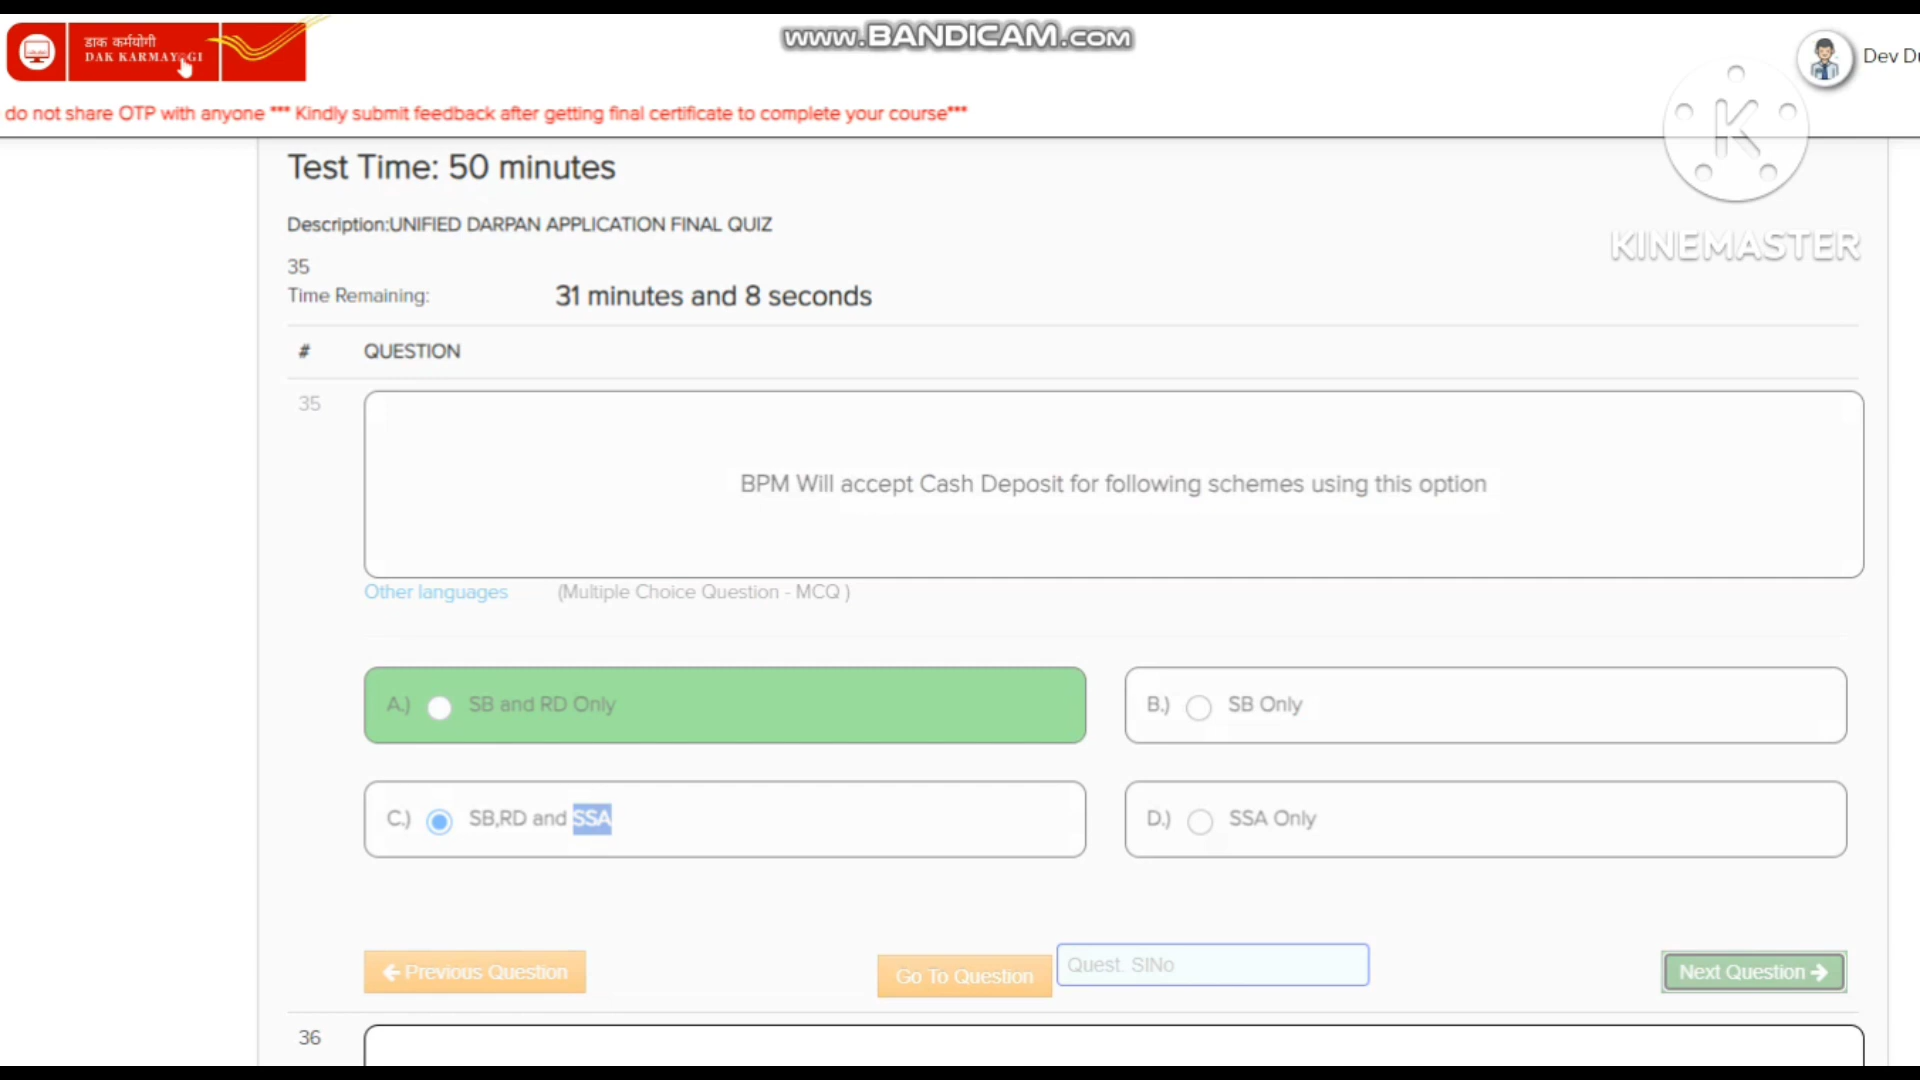 www.BANDICAM.com
डाक कर्मयोगी
DAK KARMAYOGI
Dev Du
do not share OTP with anyone *** Kindly submit feedback after getting final certificate to complete your course***
K
KINEMASTER
Test Time: 50 minutes
Description:UNIFIED DARPAN APPLICATION FINAL QUIZ
35
Time Remaining: 31 minutes and 8 seconds
# QUESTION
35
BPM Will accept Cash Deposit for following schemes using this option
Other languages (Multiple Choice Question - MCQ )
A.) SB and RD Only
B.) SB Only
C.) SB,RD and SSA
D.) SSA Only
Previous Question
Go To Question
Quest. SlNo
Next Question
36